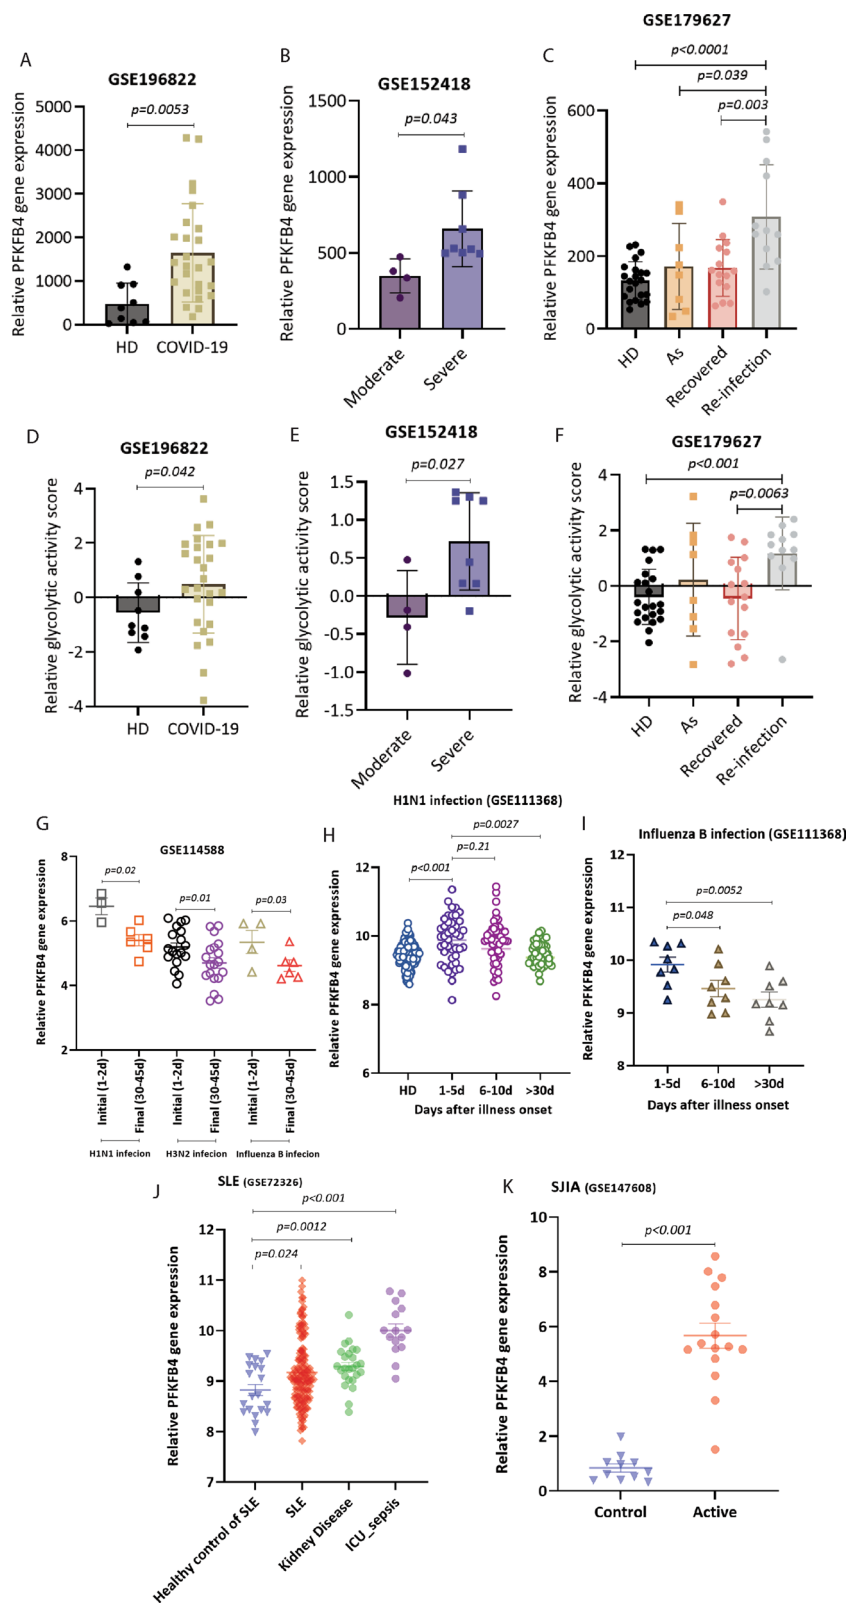 A
GSE196822
p=0.0053
Relative PFKFB4 gene expression
5000
4000
3000
2000
1000
0
HD
COVID-19
B
GSE152418
p=0.043
Relative PFKFB4 gene expression
1500
1000
500
0
Moderate
Severe
C
GSE179627
p<0.0001
p=0.039
p=0.003
Relative PFKFB4 gene expression
600
400
200
0
HD
As
Recovered
Re-infection
D
GSE196822
p=0.042
Relative glycolytic activity score
4
2
0
-2
-4
HD
COVID-19
E
GSE152418
p=0.027
Relative glycolytic activity score
1.5
1.0
0.5
0.0
-0.5
-1.0
-1.5
Moderate
Severe
F
GSE179627
p<0.001
p=0.0063
Relative glycolytic activity score
4
2
0
-2
-4
HD
As
Recovered
Re-infection
G
GSE114588
p=0.02
p=0.01
p=0.03
Relative PFKFB4 gene expression
8
6
4
2
Initial (1-2d)
Final (30-45d)
Initial (1-2d)
Final (30-45d)
Initial (1-2d)
Final (30-45d)
H1N1 infecion
H3N2 infecion
Influenza B infecion
H1N1 infection (GSE111368)
H
p=0.0027
p=0.21
p<0.001
Relative PFKFB4 gene expression
12
10
8
6
HD
1-5d
6-10d
>30d
Days after illness onset
I
Influenza B infection (GSE111368)
p=0.0052
p=0.048
Relative PFKFB4 gene expression
12
11
10
9
8
1-5d
6-10d
>30d
Days after illness onset
J
SLE (GSE72326)
p<0.001
p=0.0012
p=0.024
Relative PFKFB4 gene expression
12
11
10
9
8
7
Healthy control of SLE
SLE
Kidney Disease
ICU_sepsis
K
SJIA (GSE147608)
p<0.001
Relative PFKFB4 gene expression
10
8
6
4
2
0
Control
Active